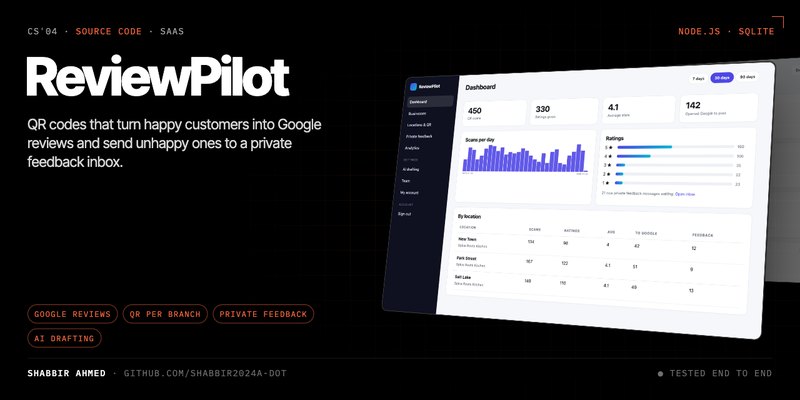 CS'04 · SOURCE CODE · SAAS
NODE.JS · SQLITE
ReviewPilot
QR codes that turn happy customers into Google
reviews and send unhappy ones to a private
feedback inbox.
GOOGLE REVIEWS
QR PER BRANCH
PRIVATE FEEDBACK
AI DRAFTING
SHABBIR AHMED · GITHUB.COM/SHABBIR2024A-DOT
TESTED END TO END
ReviewPilot
Dashboard
Businesses
Locations & QR
Private feedback
Analytics
AI drafting
Team
My account
Sign out
Dashboard
7 days
30 days
90 days
450
QR scans
330
Ratings given
4.1
Average stars
142
Opened Google to post
Scans per day
Ratings
5 ★
4 ★
3 ★
2 ★
1 ★
Open inbox
By location
LOCATION
SCANS
RATINGS
AVG
TO GOOGLE
FEEDBACK
New Town
134
98
4
42
12
Park Street
167
122
4.1
51
9
Salt Lake
149
110
4.1
49
13